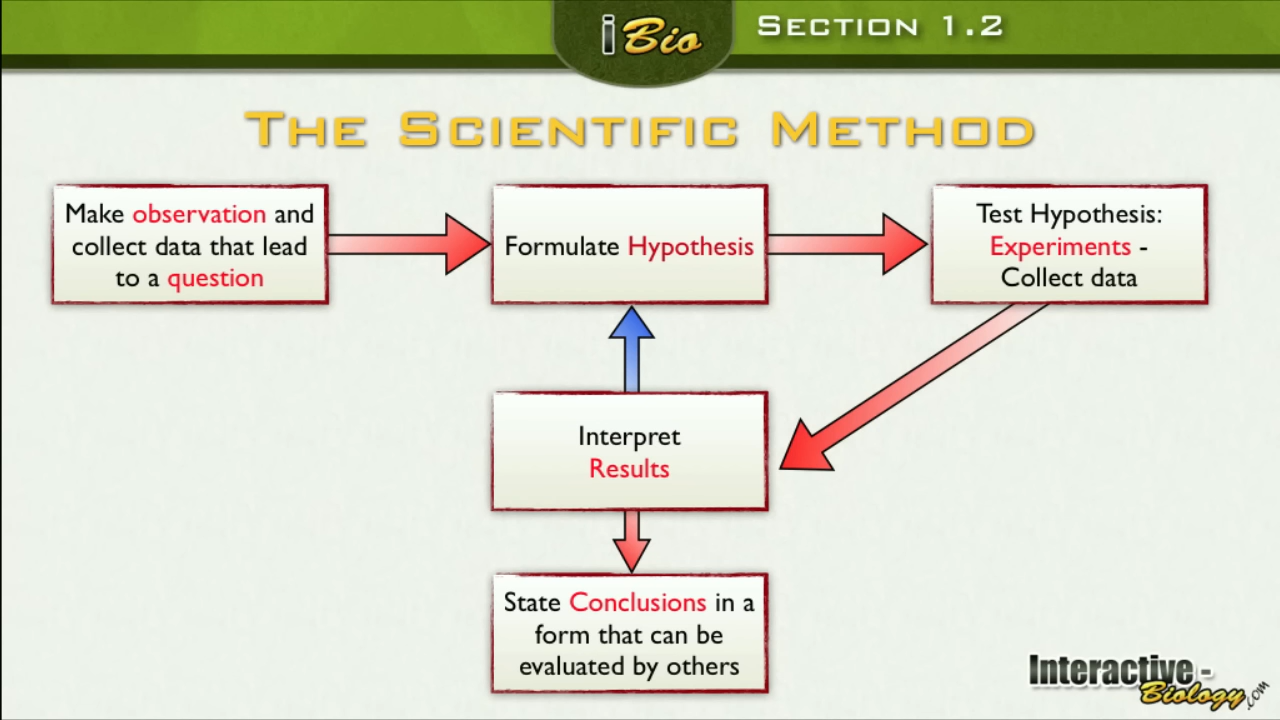 i Bio
Section 1.2
The Scientific Method
Make observation and
collect data that lead
to a question
Formulate Hypothesis
Test Hypothesis:
Experiments -
Collect data
Interpret
Results
State Conclusions in a
form that can be
evaluated by others
Interactive-
Biology.com